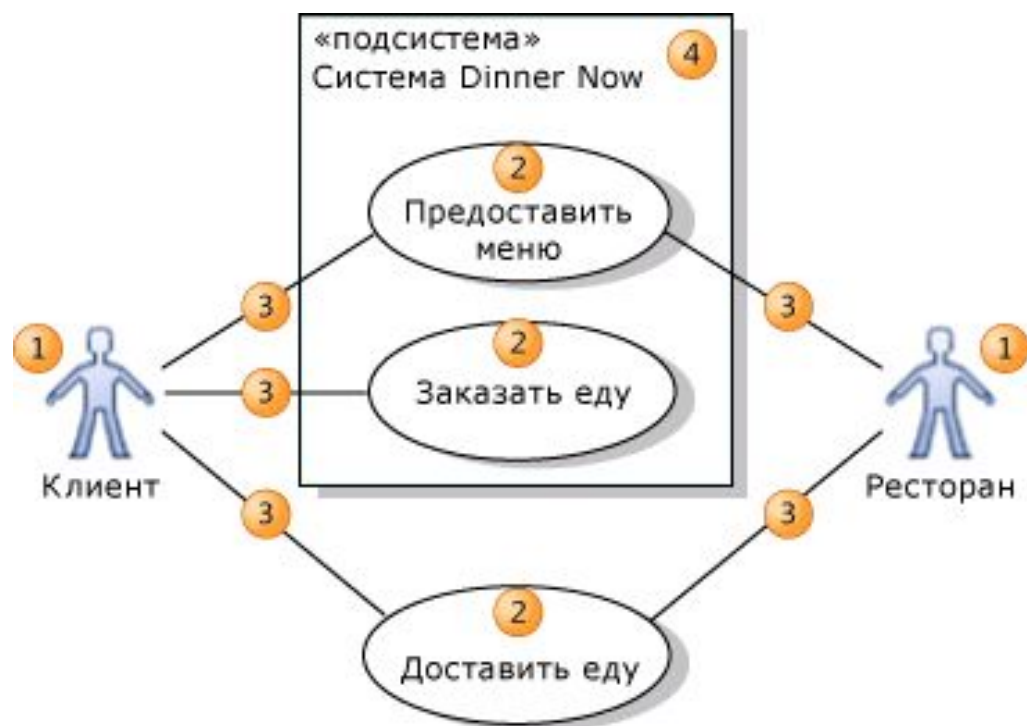 «подсистема»
Система Dinner Now
4
2
Предоставить
меню
3
3
1
2
1
3
Заказать еду
Клиент
Ресторан
3
3
2
Доставить еду